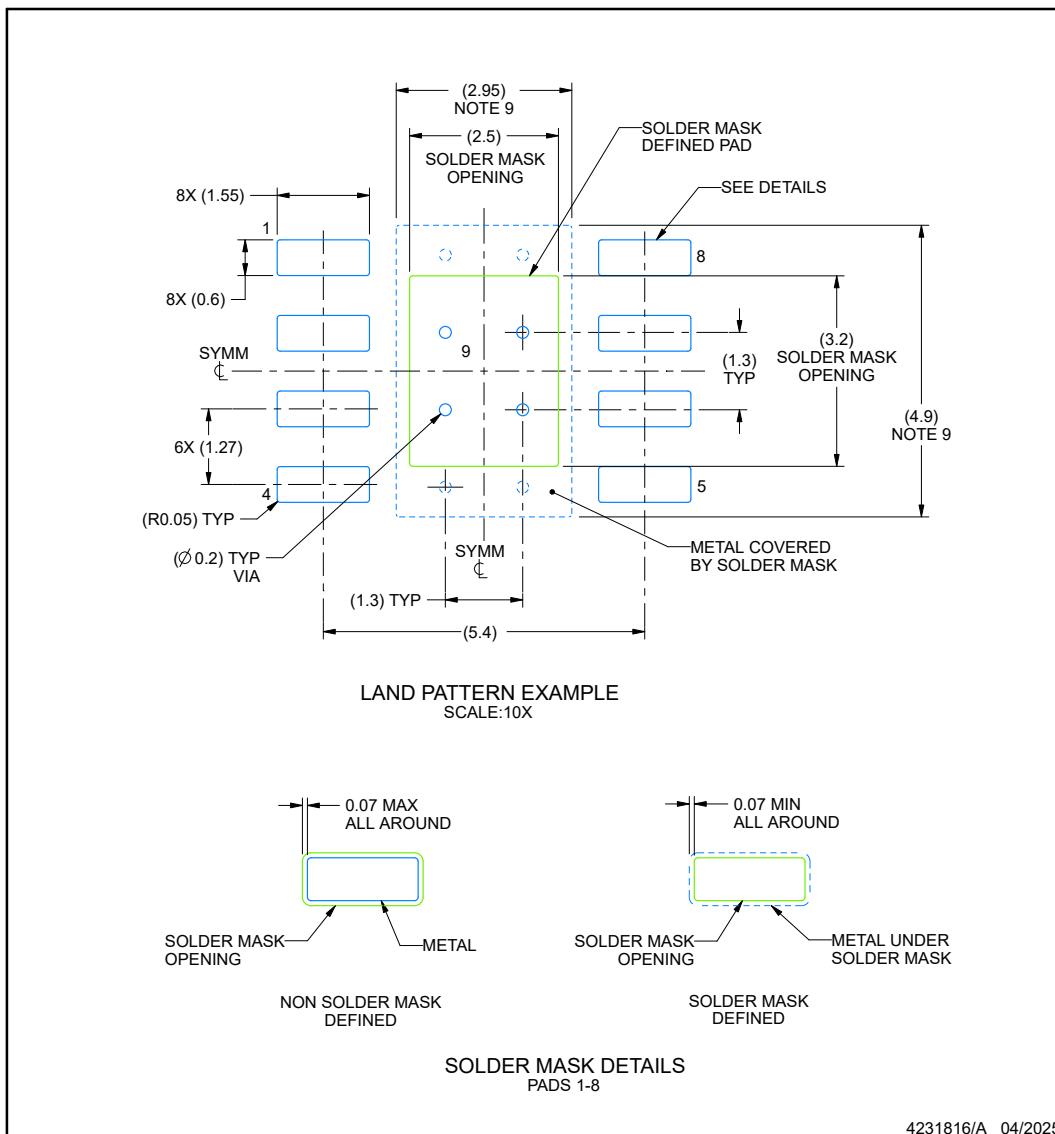 (2.95)
NOTE 9
(2.5)
SOLDER MASK
OPENING
SOLDER MASK
DEFINED PAD
SEE DETAILS
8X (1.55)
1
8
8X (0.6)
SYMM
℄
9
(1.3)
TYP
(3.2)
SOLDER MASK
OPENING
(4.9)
NOTE 9
6X (1.27)
4
5
(R0.05) TYP
(Ø 0.2) TYP
VIA
SYMM
℄
METAL COVERED
BY SOLDER MASK
(1.3) TYP
(5.4)
LAND PATTERN EXAMPLE
SCALE:10X
0.07 MAX
ALL AROUND
0.07 MIN
ALL AROUND
SOLDER MASK
OPENING
METAL
SOLDER MASK
OPENING
METAL UNDER
SOLDER MASK
NON SOLDER MASK
DEFINED
SOLDER MASK
DEFINED
SOLDER MASK DETAILS
PADS 1-8
4231816/A 04/2025